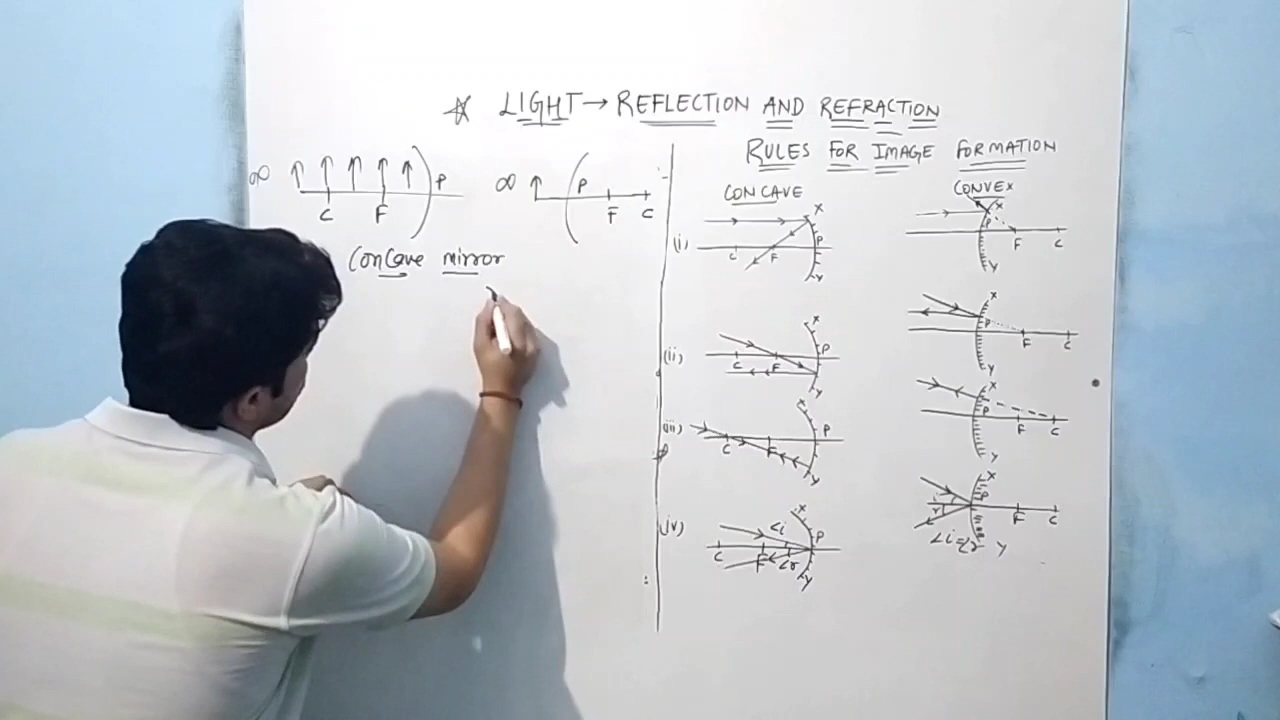 ☆ LIGHT → REFLECTION AND REFRACTION
∞ C F P
∞ P F C
Concave mirror
RULES FOR IMAGE FORMATION
CONCAVE CONVEX
(i) X C F P Y X P F C Y
(ii) X C F P Y X P F C Y
(iii) X C F P Y X P F C Y
(iv) X C F P ∠i ∠r Y X P i r F C ∠i=∠r Y